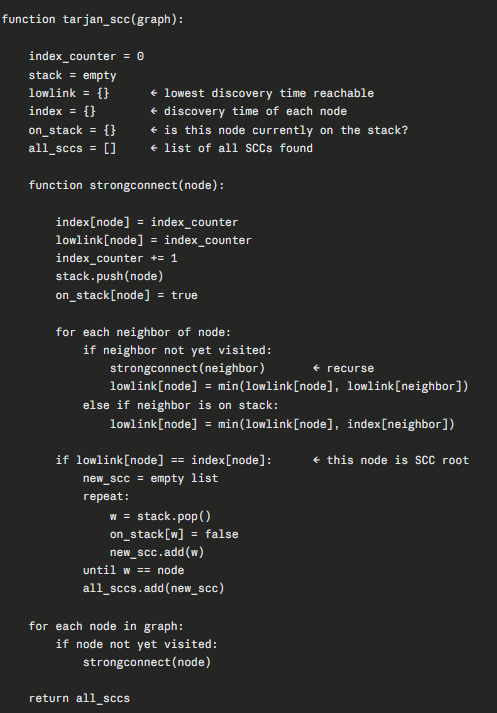 function tarjan_scc(graph):
index_counter = 0
stack = empty
lowlink = {}      ← lowest discovery time reachable
index = {}        ← discovery time of each node
on_stack = {}     ← is this node currently on the stack?
all_sccs = []     ← list of all SCCs found
function strongconnect(node):
index[node] = index_counter
lowlink[node] = index_counter
index_counter += 1
stack.push(node)
on_stack[node] = true
for each neighbor of node:
if neighbor not yet visited:
strongconnect(neighbor)       ← recurse
lowlink[node] = min(lowlink[node], lowlink[neighbor])
else if neighbor is on stack:
lowlink[node] = min(lowlink[node], index[neighbor])
if lowlink[node] == index[node]:      ← this node is SCC root
new_scc = empty list
repeat:
w = stack.pop()
on_stack[w] = false
new_scc.add(w)
until w == node
all_sccs.add(new_scc)
for each node in graph:
if node not yet visited:
strongconnect(node)
return all_sccs